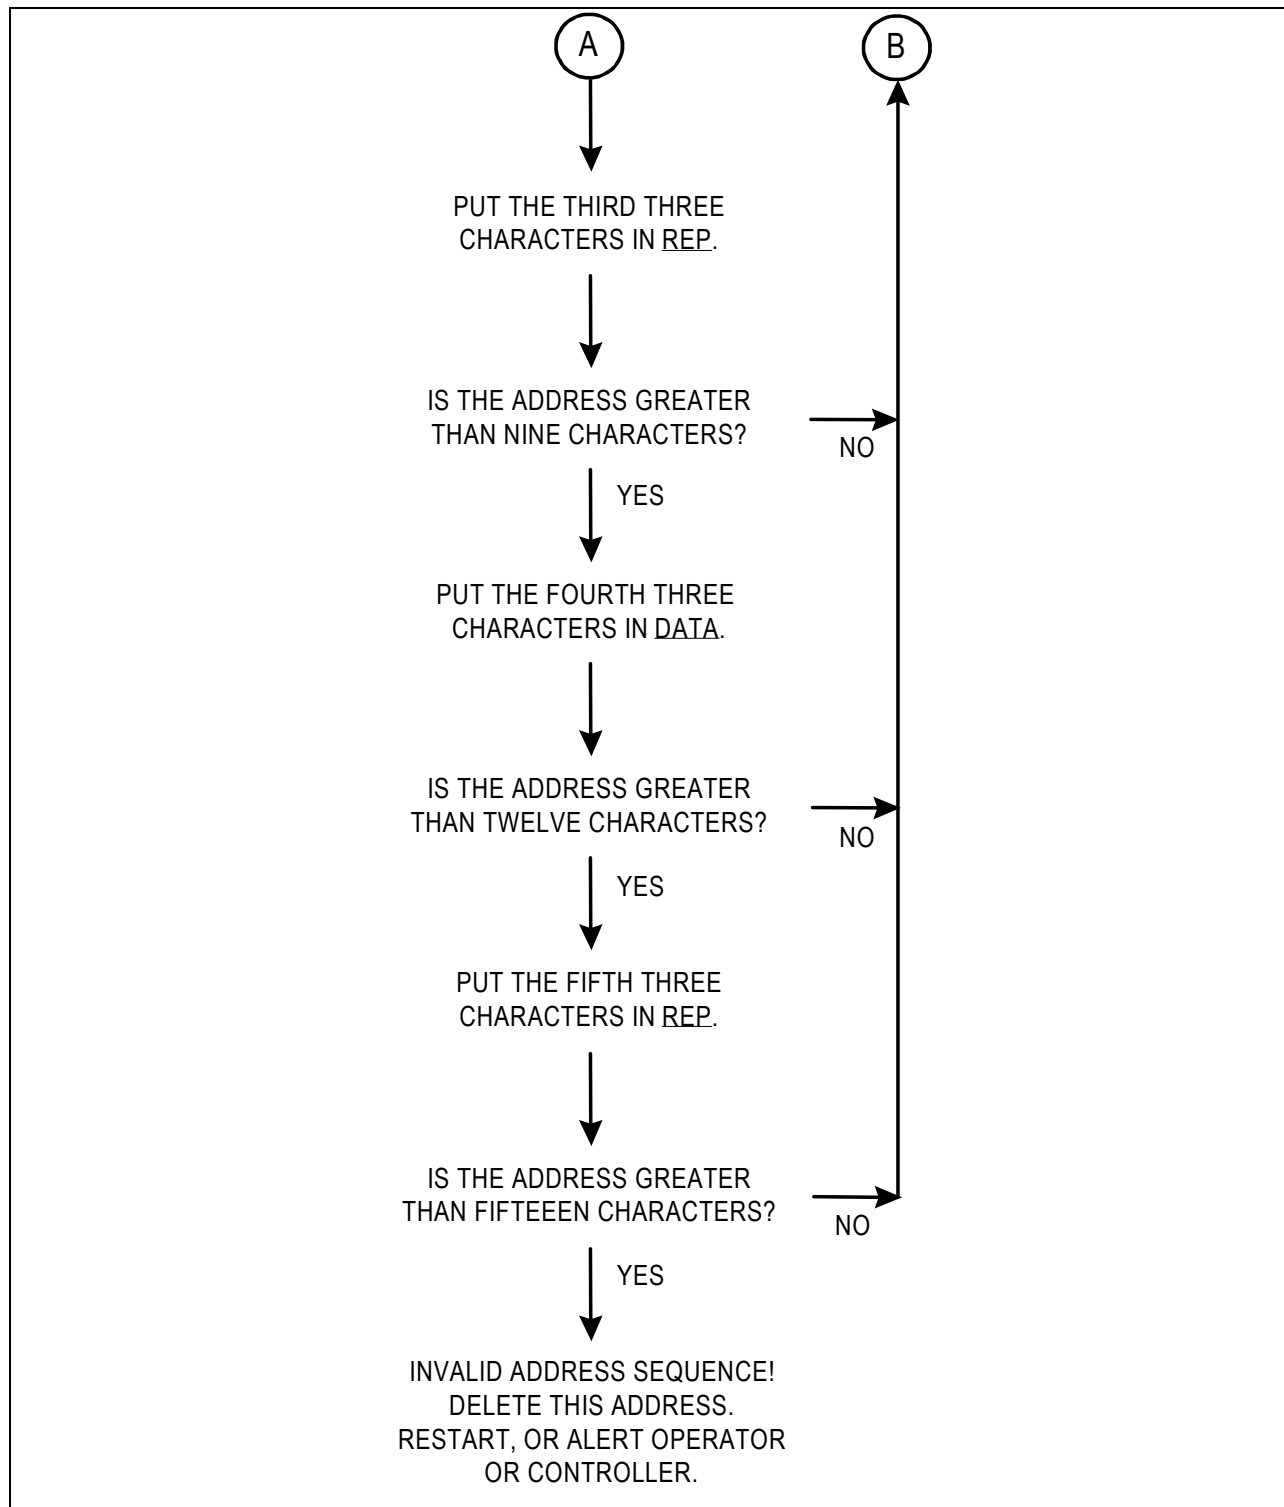 A
B
PUT THE THIRD THREE
CHARACTERS IN REP.
IS THE ADDRESS GREATER
THAN NINE CHARACTERS?
NO
YES
PUT THE FOURTH THREE
CHARACTERS IN DATA.
IS THE ADDRESS GREATER
THAN TWELVE CHARACTERS?
NO
YES
PUT THE FIFTH THREE
CHARACTERS IN REP.
IS THE ADDRESS GREATER
THAN FIFTEEEN CHARACTERS?
NO
YES
INVALID ADDRESS SEQUENCE!
DELETE THIS ADDRESS.
RESTART, OR ALERT OPERATOR
OR CONTROLLER.